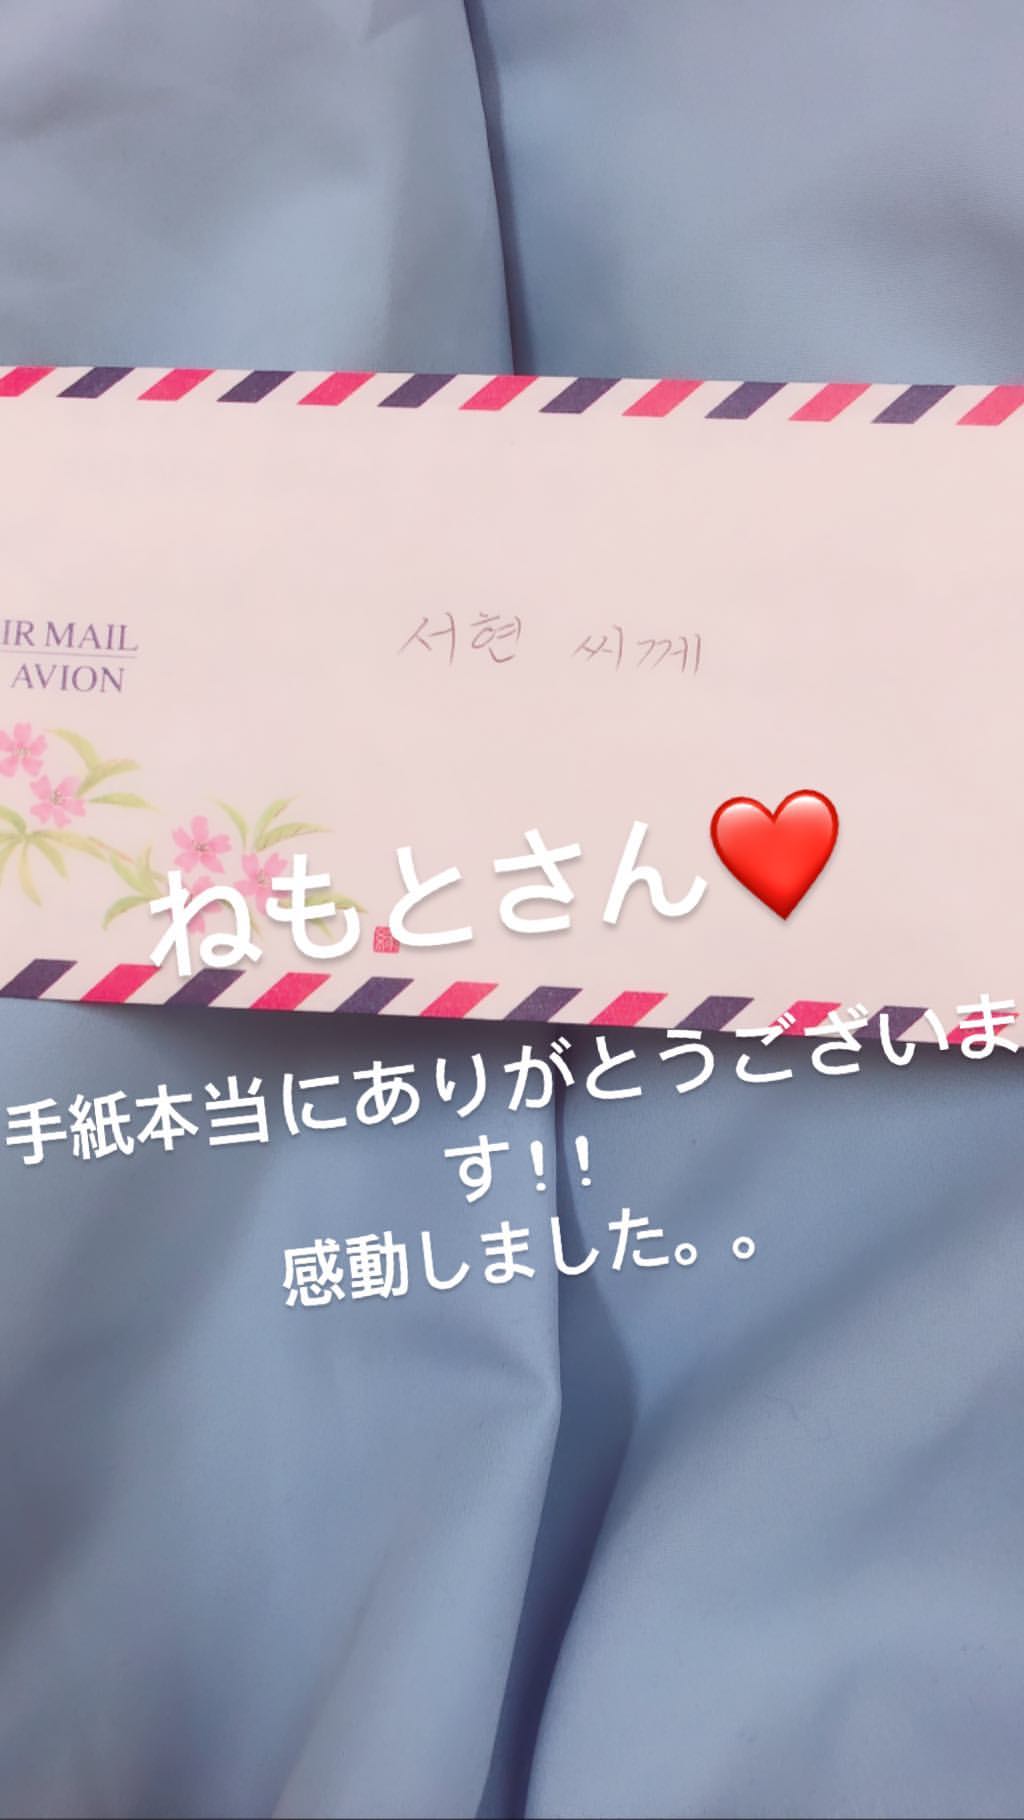 서현 씨께
IR MAIL
AVION
ねもとさん❤️
手紙本当にありがとうございま
す！！
感動しました。。